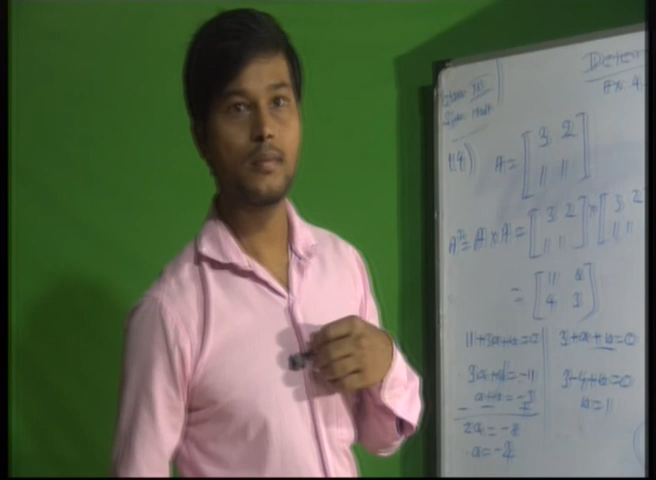 Deter
Ex. 4
Class XII
Sub: Math
14) A = [ 3 2
1 1 ]
A² = A × A = [ 3 2 × [ 3 2
1 1 ] 1 1
= [ 11 8
4 3 ]
11+3a+b=0
3a+b=-11
a+b=-3
2a=-8
a=-4
3+a+b=0
3-4+b=0
b=1